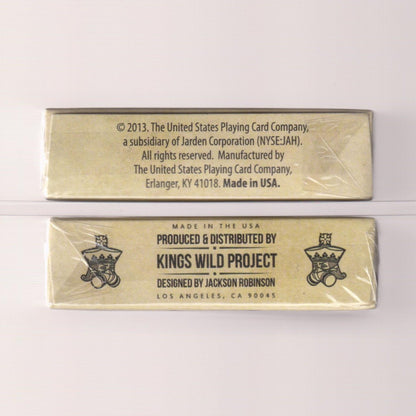 © 2013. The United States Playing Card Company,
a subsidiary of Jarden Corporation (NYSE:JAH).
All rights reserved. Manufactured by
The United States Playing Card Company,
Erlanger, KY 41018. Made in USA.
MADE IN THE USA
PRODUCED & DISTRIBUTED BY
KINGS WILD PROJECT
DESIGNED BY JACKSON ROBINSON
LOS ANGELES, CA 90045